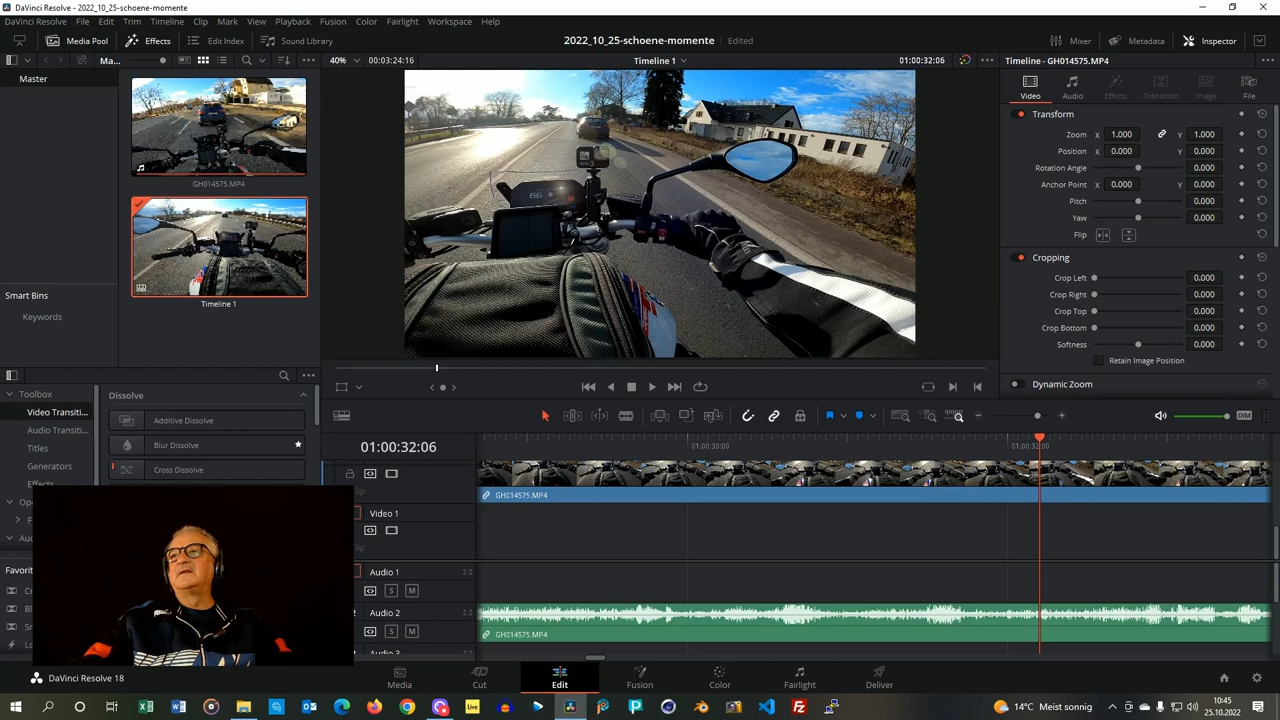 DaVinci Resolve - 2022_10_25-schoene-momente
DaVinci Resolve File Edit Trim Timeline Clip Mark View Playback Fusion Color Fairlight Workspace Help
Media Pool Effects Edit Index Sound Library 2022_10_25-schoene-momente Edited Mixer Metadata Inspector
Ma... 40% 00:03:24:16 Timeline 1 01:00:32:06 Timeline - GH014575.MP4
Master
Video Audio Effects Transition Image File
Transform
Zoom X 1.000 Y 1.000
Position X 0.000 Y 0.000
Rotation Angle 0.000
Anchor Point X 0.000 Y 0.000
Pitch 0.000
Yaw 0.000
Flip
GH014575.MP4
Cropping
Crop Left 0.000
Crop Right 0.000
Crop Top 0.000
Crop Bottom 0.000
Softness 0.000
Retain Image Position
Dynamic Zoom
Smart Bins
Keywords
Timeline 1
Toolbox
Video Transiti...
Audio Transiti...
Titles
Generators
Effects
Dissolve
Additive Dissolve
Blur Dissolve
Cross Dissolve
Favorit
DIM
01:00:32:06
01:00:30:00 01:00:32:00
GH014575.MP4
Video 1
Audio 1 2.0
S M
Audio 2 2.0
S M
GH014575.MP4
DaVinci Resolve 18
Media Cut Edit Fusion Color Fairlight Deliver
Live
14°C Meist sonnig
10:45
25.10.2022